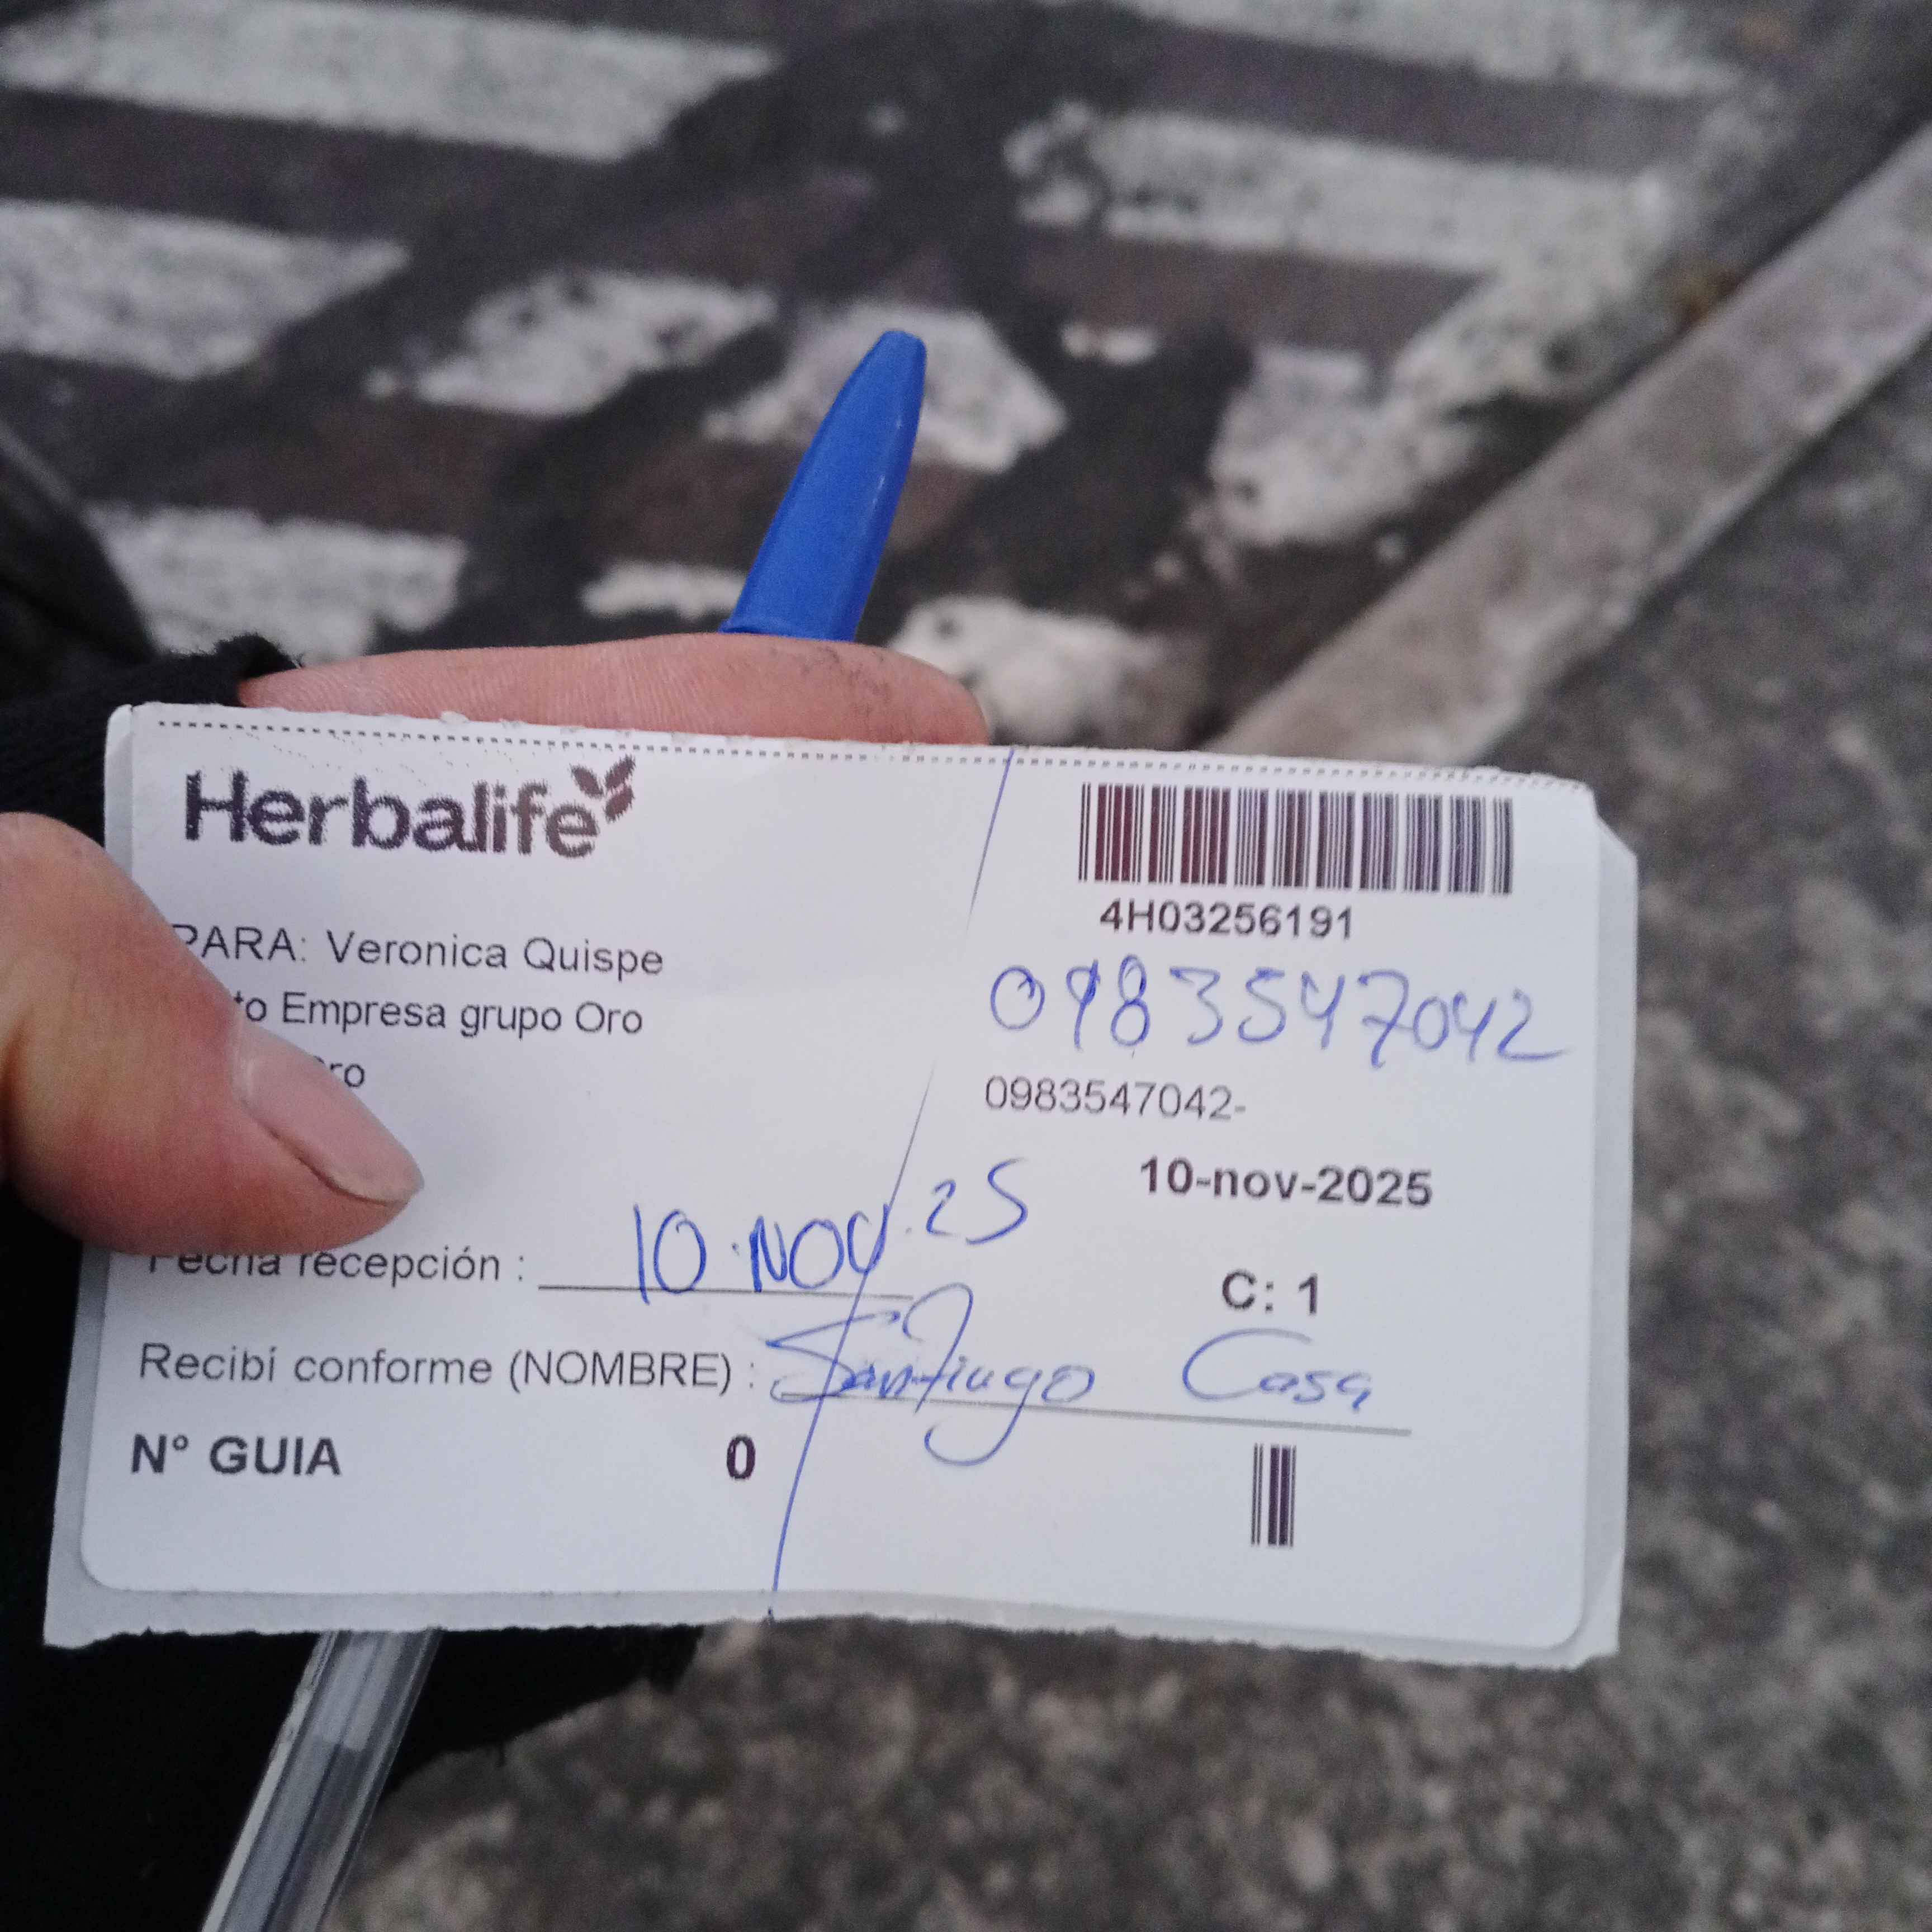 Herbalife
4H03256191
PARA: Veronica Quispe
0983547042
Empresa grupo Oro
0983547042-
10-nov-2025
Fecha recepción : 10.NOV.25
C: 1
Recibí conforme (NOMBRE) : Santiago Casa
N° GUIA 0